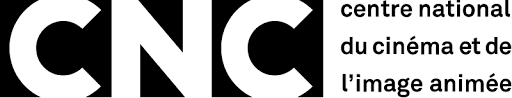 CNC
centre national
du cinéma et de
l'image animée